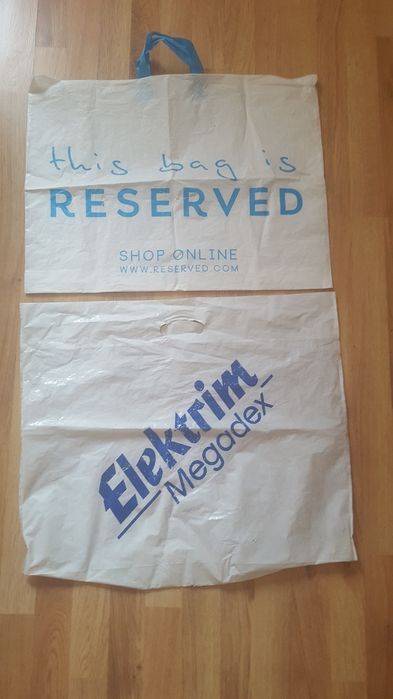 this bag is
RESERVED
SHOP ONLINE
WWW.RESERVED.COM
Elektrim
Megadex